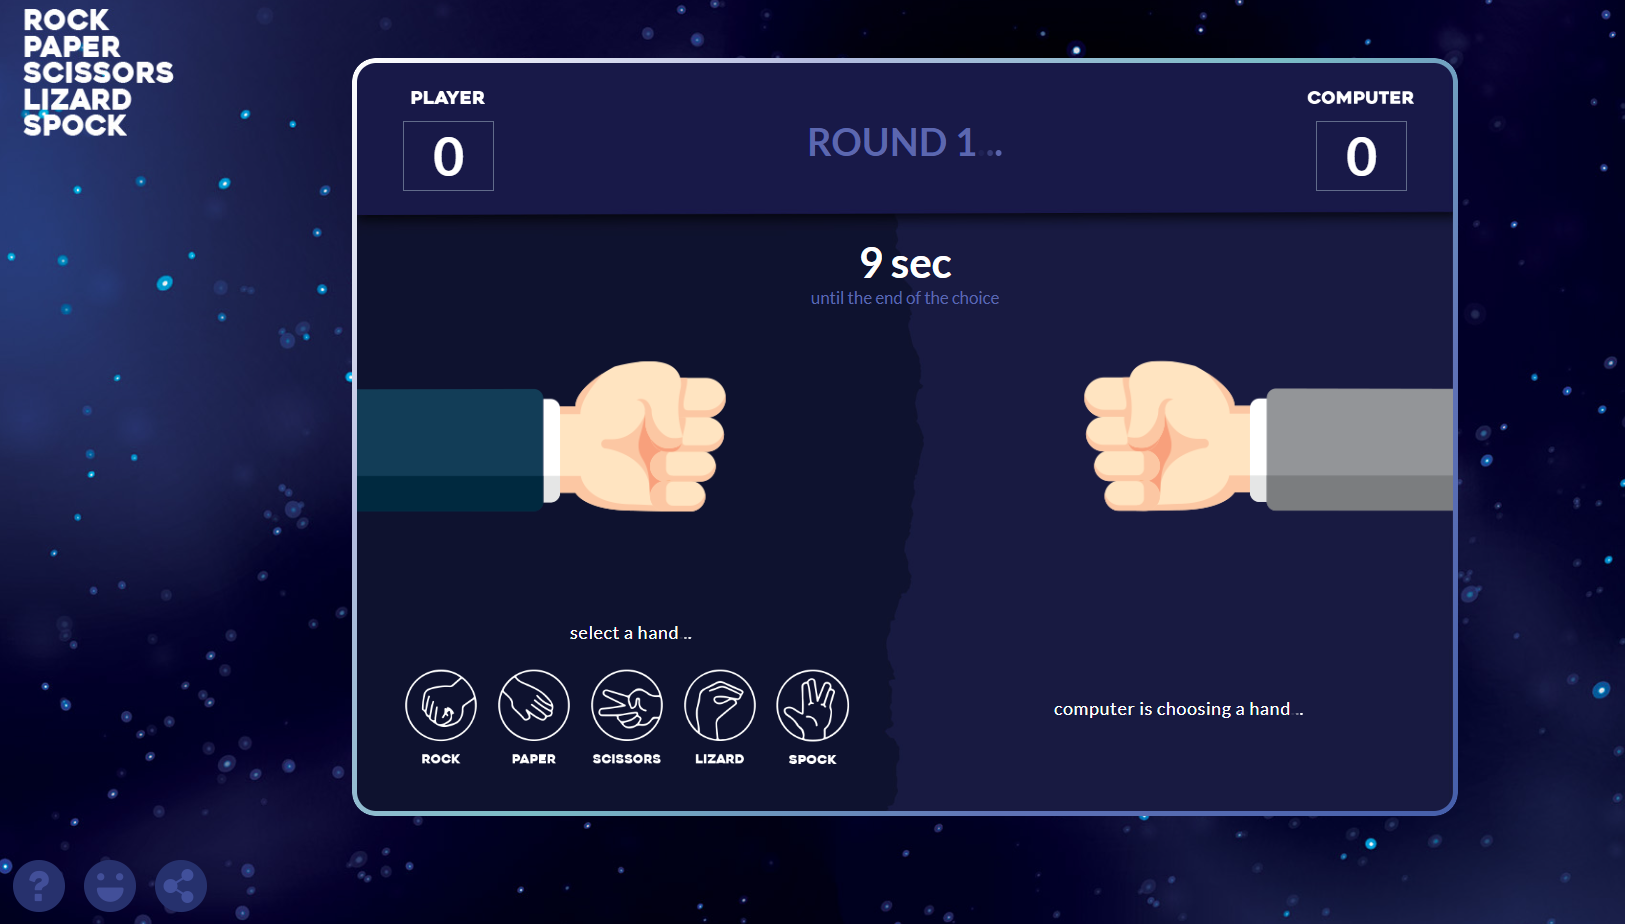 ROCK
PAPER
SCISSORS
LIZARD
SPOCK
PLAYER
0
ROUND 1...
COMPUTER
0
9 sec
until the end of the choice
select a hand ..
ROCK
PAPER
SCISSORS
LIZARD
SPOCK
computer is choosing a hand ..
?